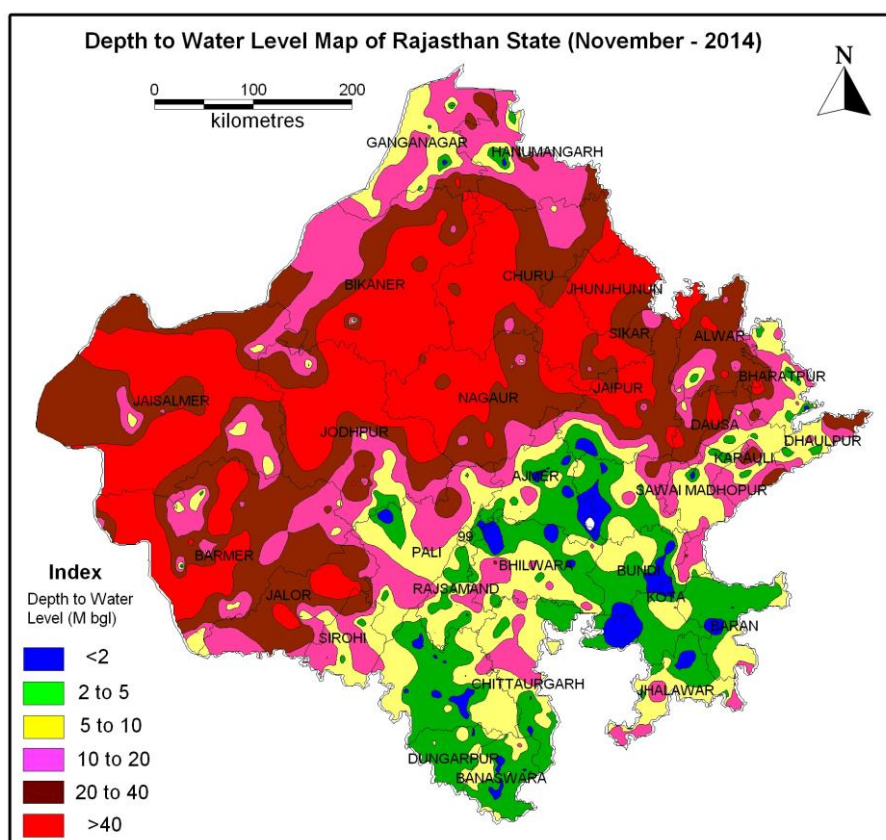 Depth to Water Level Map of Rajasthan State (November - 2014)
N
0 100 200
kilometres
GANGANAGAR
HANUMANGARH
BIKANER
CHURU
JHUNJHUNUN
SIKAR
ALWAR
JAISALMER
NAGAUR
JAIPUR
BHARATPUR
JODHPUR
DAUSA
DHAULPUR
KARAULI
AJMER
SAWAI MADHOPUR
99
PALI
BARMER
BHILWARA
BUNDI
RAJSAMAND
KOTA
JALOR
BARAN
SIROHI
CHITTAURGARH
JHALAWAR
DUNGARPUR
BANASWARA
Index
Depth to Water
Level (M bgl)
<2
2 to 5
5 to 10
10 to 20
20 to 40
>40